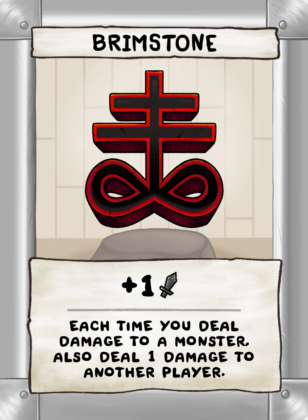 BRIMSTONE
+1
EACH TIME YOU DEAL
DAMAGE TO A MONSTER,
ALSO DEAL 1 DAMAGE TO
ANOTHER PLAYER.